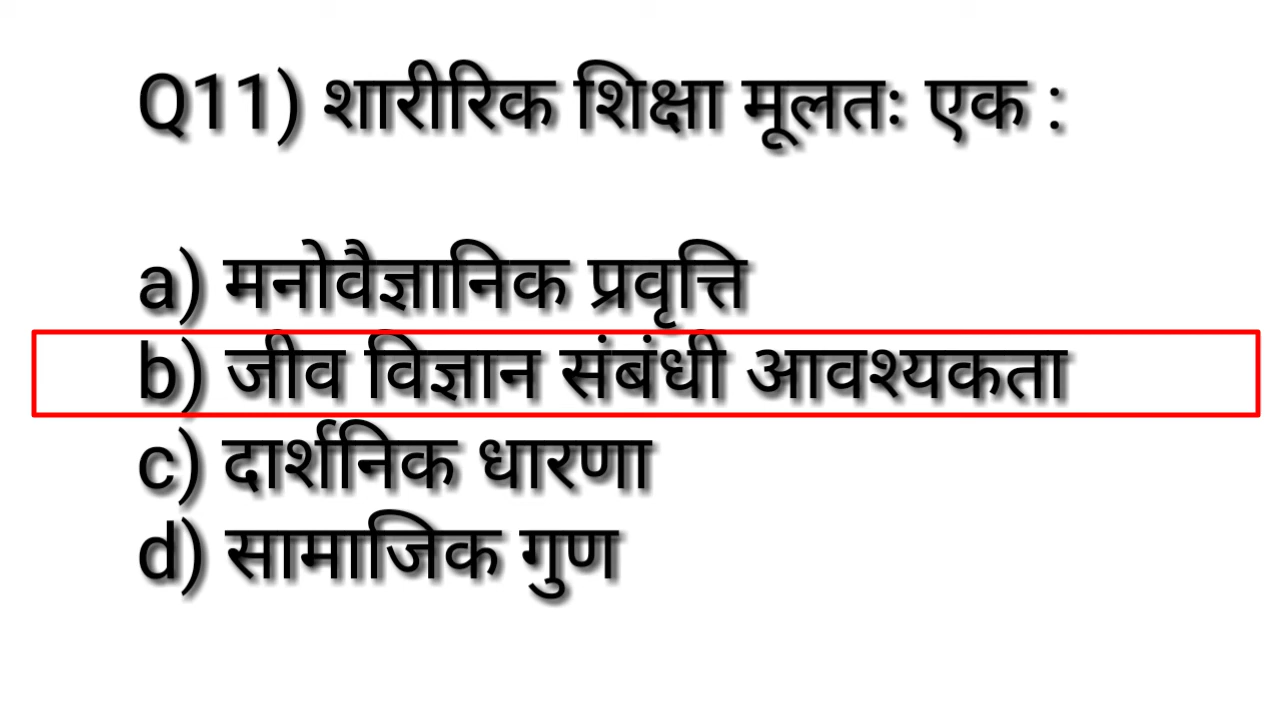 Q11) शारीरिक शिक्षा मूलतः एक :
a) मनोवैज्ञानिक प्रवृत्ति
b) जीव विज्ञान संबंधी आवश्यकता
c) दार्शनिक धारणा
d) सामाजिक गुण